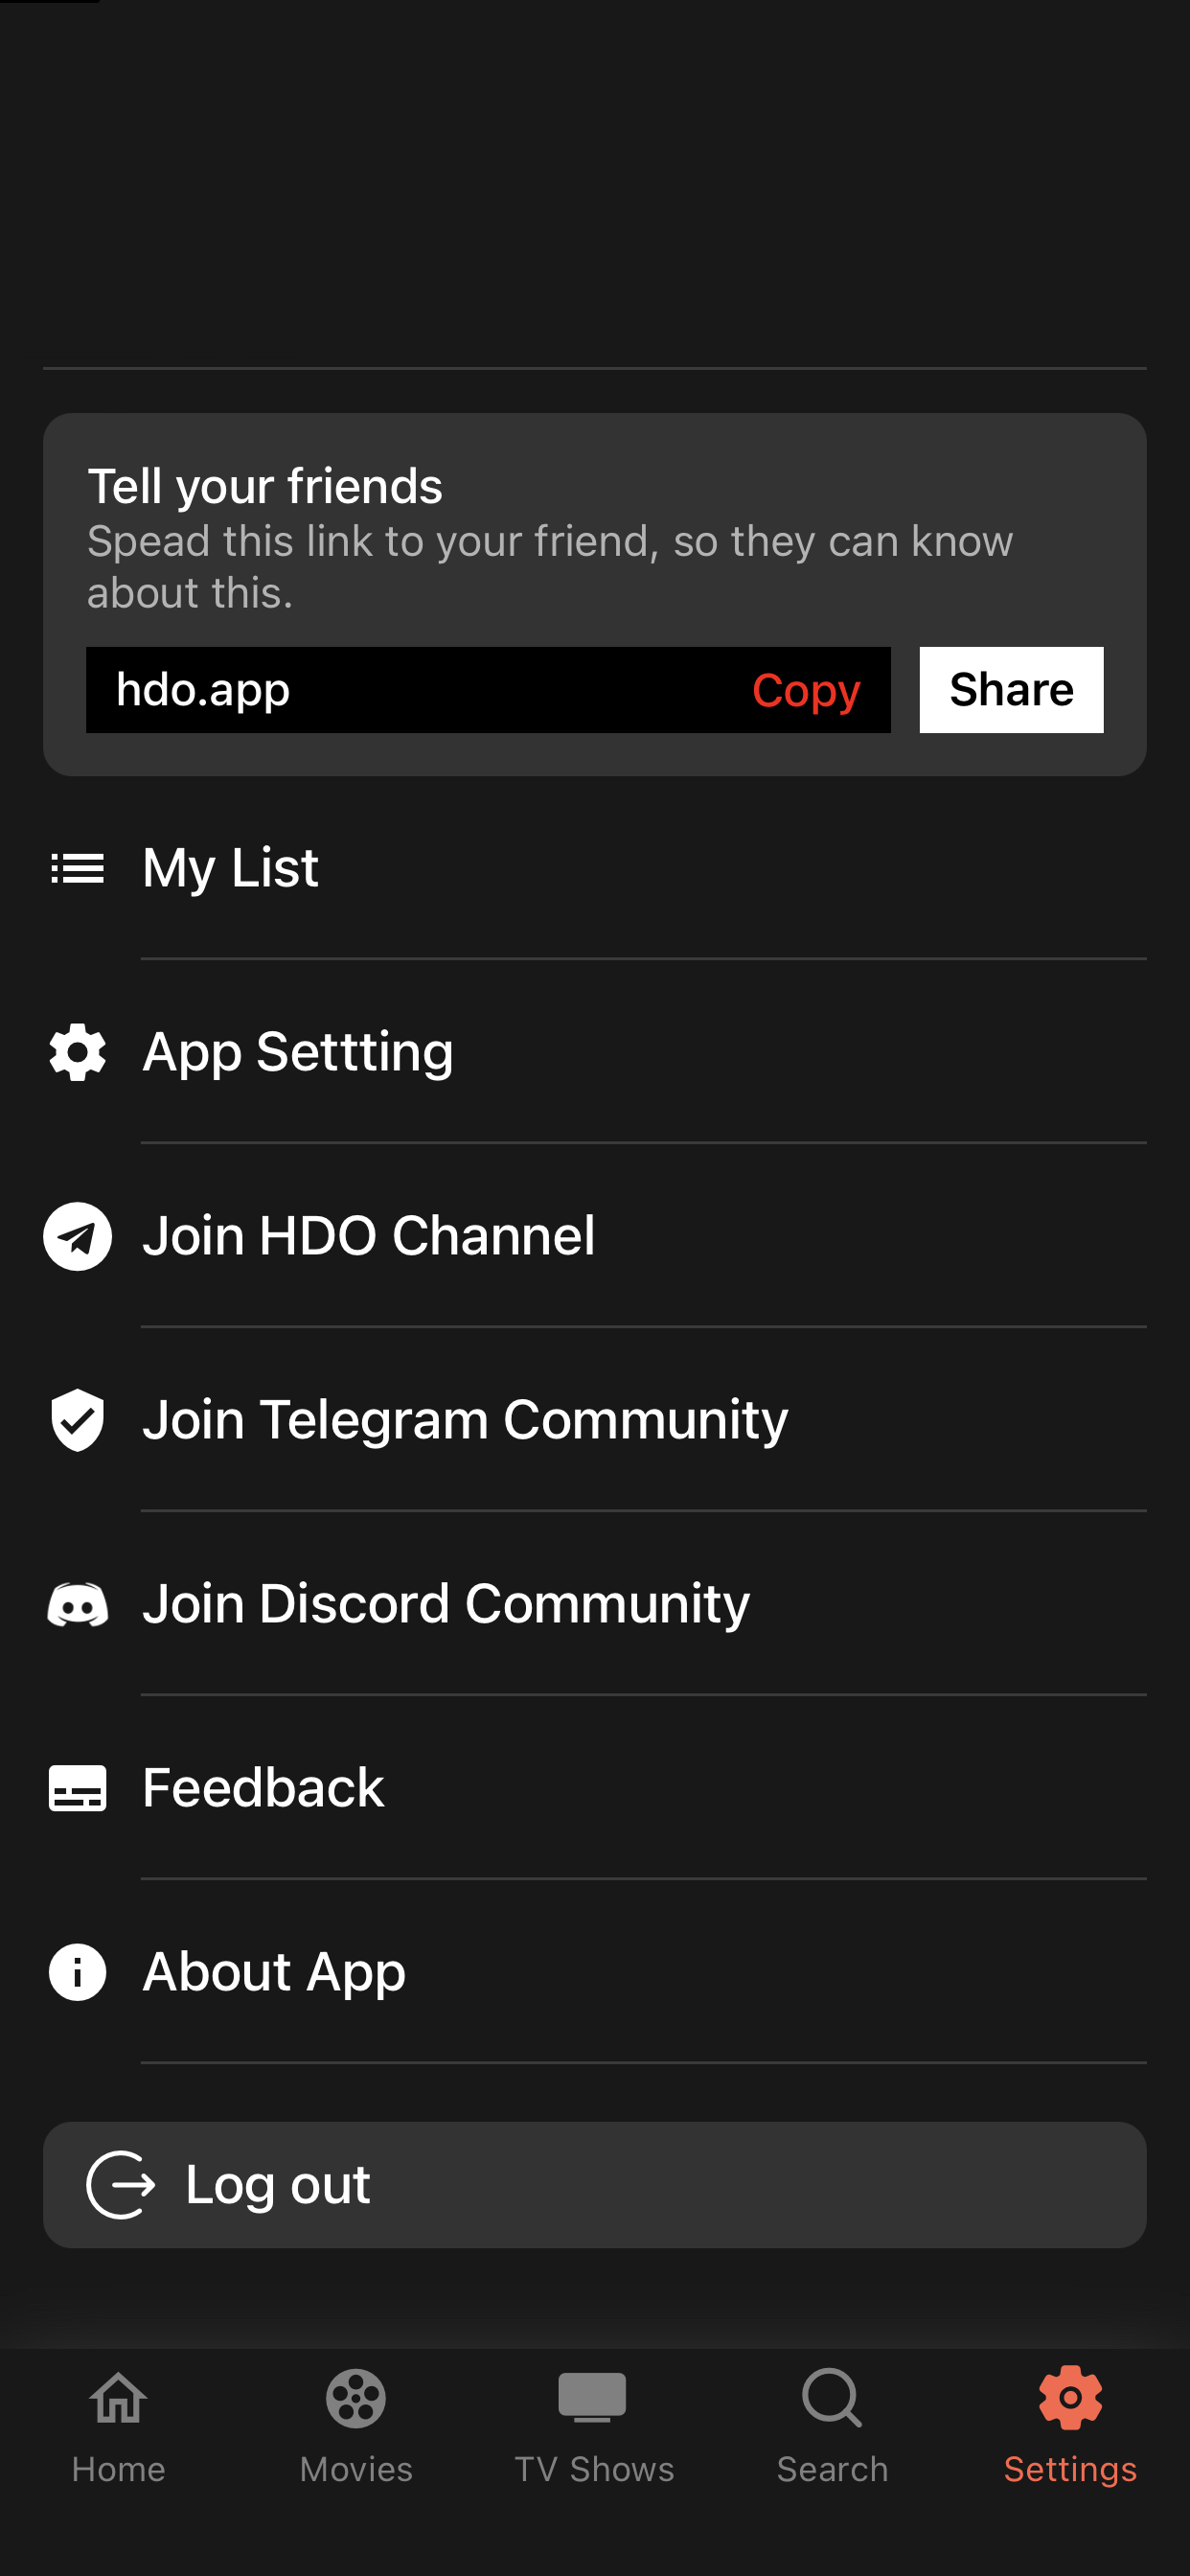 Tell your friends
Spead this link to your friend, so they can know
about this.
hdo.app Copy Share
My List
App Settting
Join HDO Channel
Join Telegram Community
Join Discord Community
Feedback
About App
Log out
Home Movies TV Shows Search Settings